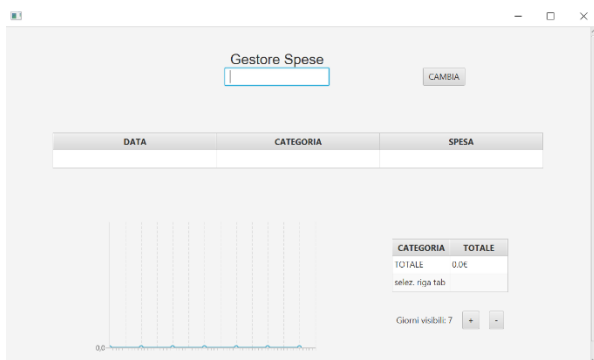 Gestore Spese
CAMBIA
DATA CATEGORIA SPESA
CATEGORIA TOTALE
TOTALE 0.0€
selez. riga tab
Giorni visibili: 7 + -
0,0